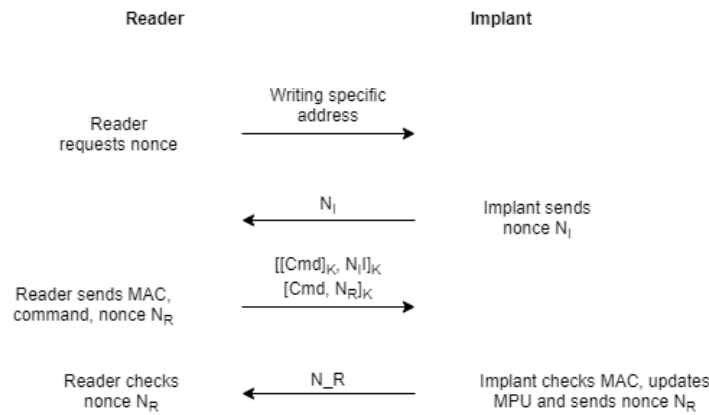 Reader Implant
Writing specific
address
Reader
requests nonce
N_I
Implant sends
nonce N_I
[[Cmd]_K, N_I I]_K
[Cmd, N_R]_K
Reader sends MAC,
command, nonce N_R
N_R
Reader checks
nonce N_R
Implant checks MAC, updates
MPU and sends nonce N_R